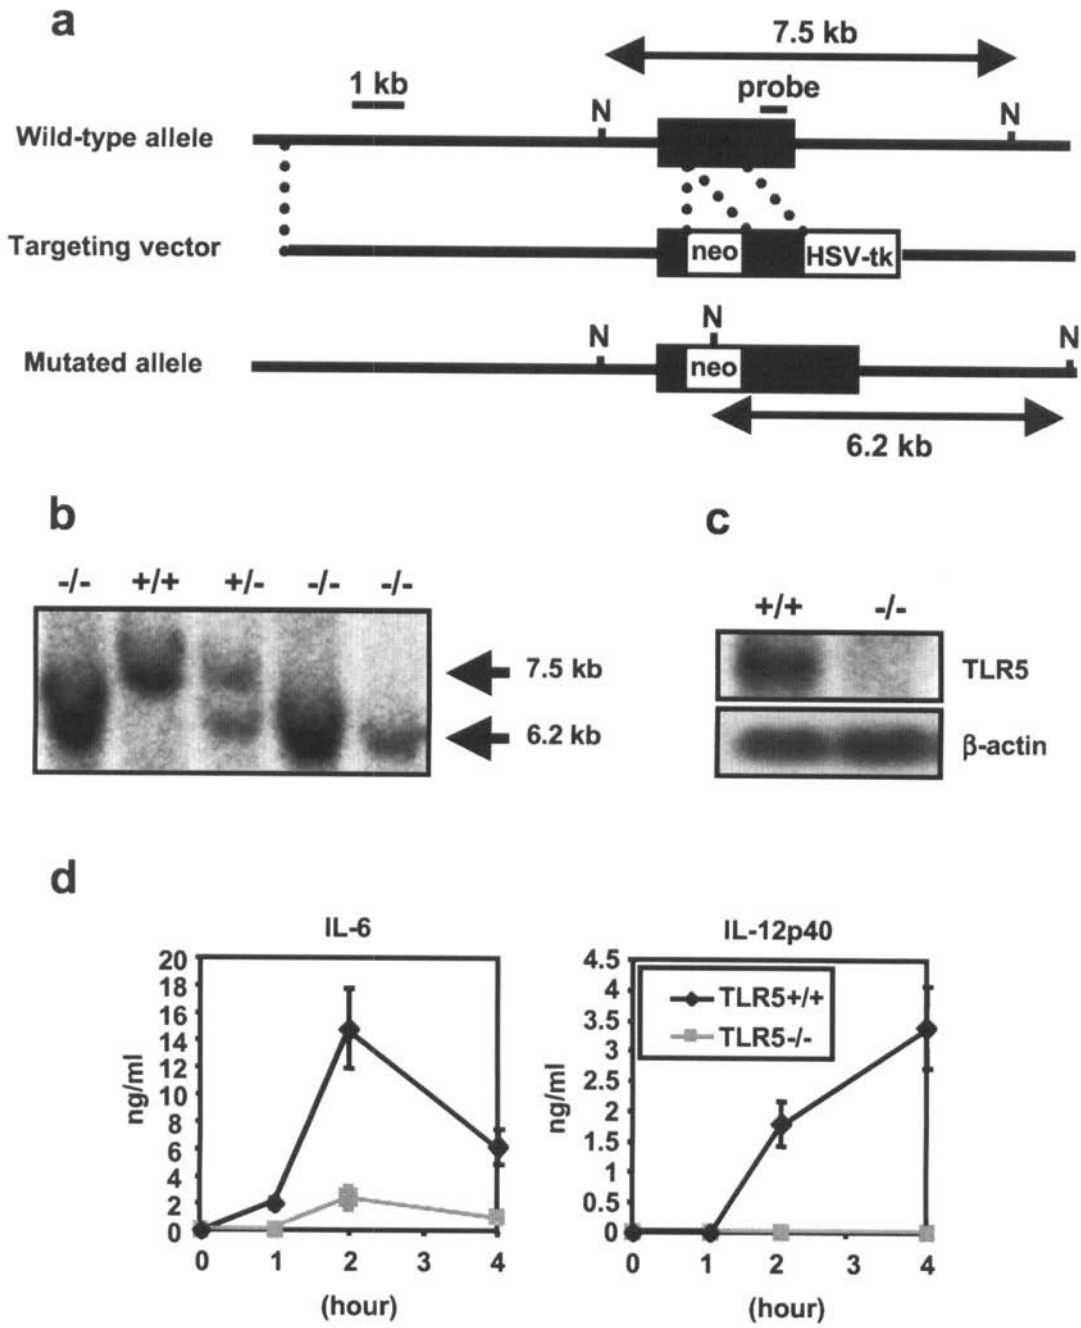 a
7.5 kb
1 kb
probe
N
N
Wild-type allele
Targeting vector
neo
HSV-tk
N
N
N
Mutated allele
neo
6.2 kb
b
-/- +/+ +/- -/- -/-
7.5 kb
6.2 kb
c
+/+ -/-
TLR5
β-actin
d
IL-6
20
18
16
14
12
10
8
6
4
2
0
ng/ml
0 1 2 3 4
(hour)
IL-12p40
4.5
4
3.5
3
2.5
2
1.5
1
0.5
0
ng/ml
TLR5+/+
TLR5-/-
0 1 2 3 4
(hour)